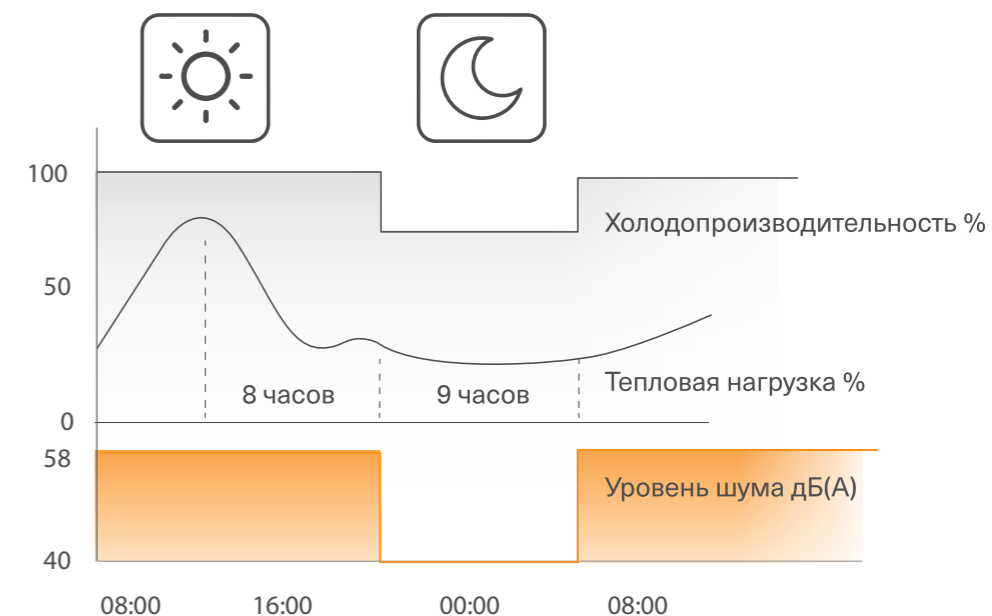 100
Холодопроизводительность %
50
Тепловая нагрузка %
8 часов
9 часов
0
58
Уровень шума дБ(А)
40
08:00
16:00
00:00
08:00